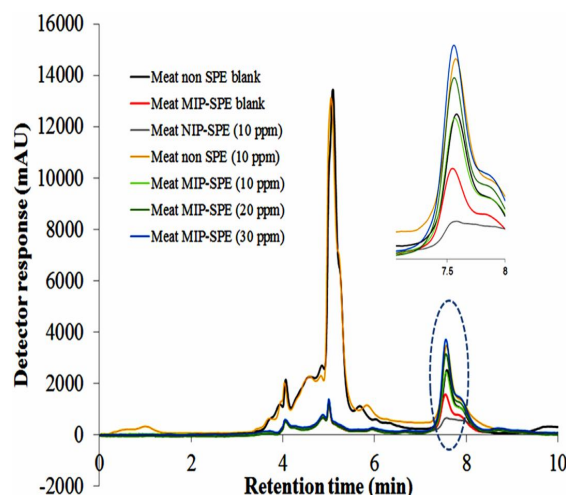 16000
14000
12000
10000
8000
6000
4000
2000
0
-2000
Detector response (mAU)
Meat non SPE blank
Meat MIP-SPE blank
Meat NIP-SPE (10 ppm)
Meat non SPE (10 ppm)
Meat MIP-SPE (10 ppm)
Meat MIP-SPE (20 ppm)
Meat MIP-SPE (30 ppm)
7.5 8
0 2 4 6 8 10
Retention time (min)